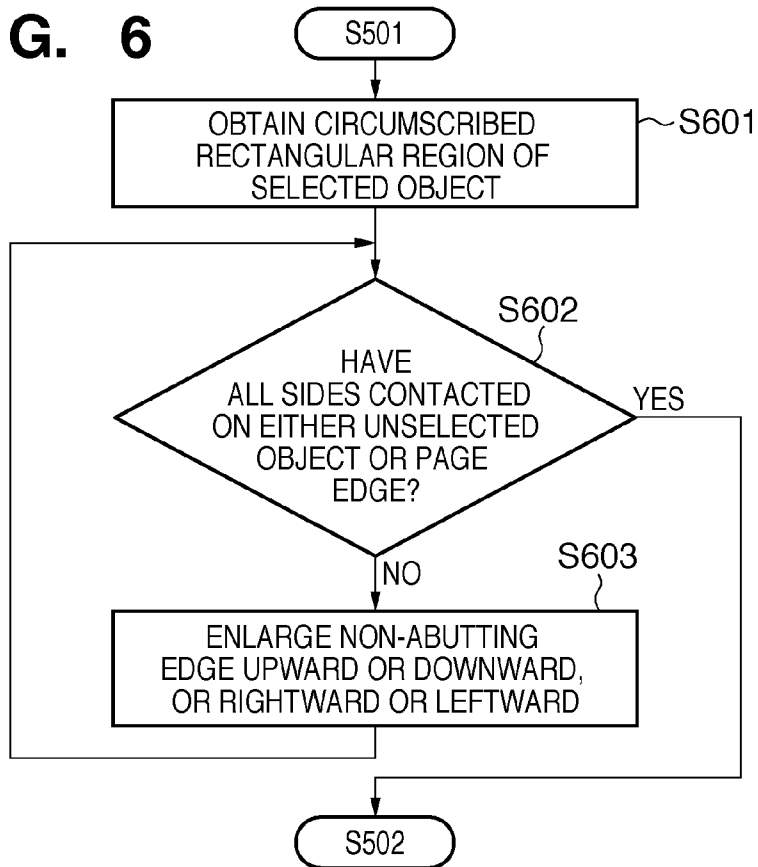 G. 6
S501
OBTAIN CIRCUMSCRIBED
RECTANGULAR REGION OF
SELECTED OBJECT
S601
S602
HAVE
ALL SIDES CONTACTED
ON EITHER UNSELECTED
OBJECT OR PAGE
EDGE?
YES
NO
S603
ENLARGE NON-ABUTTING
EDGE UPWARD OR DOWNWARD,
OR RIGHTWARD OR LEFTWARD
S502